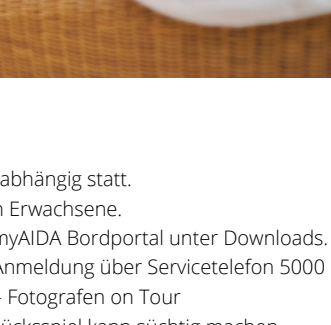 abhängig statt.
Erwachsene.
myAIDA Bordportal unter Downloads.
Anmeldung über Servicetelefon 5000
- Fotografen on Tour
kann süchtig machen